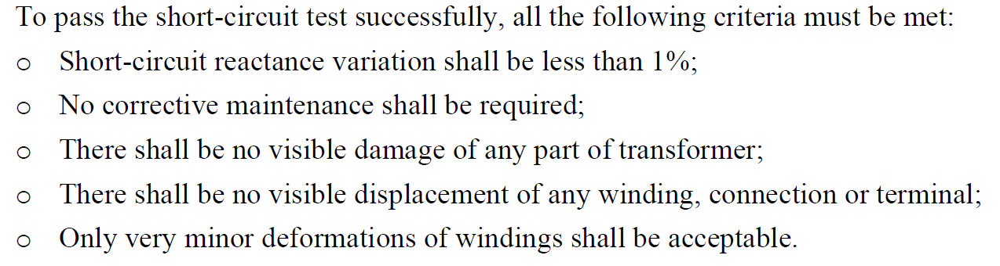 To pass the short-circuit test successfully, all the following criteria must be met:
o Short-circuit reactance variation shall be less than 1%;
o No corrective maintenance shall be required;
o There shall be no visible damage of any part of transformer;
o There shall be no visible displacement of any winding, connection or terminal;
o Only very minor deformations of windings shall be acceptable.